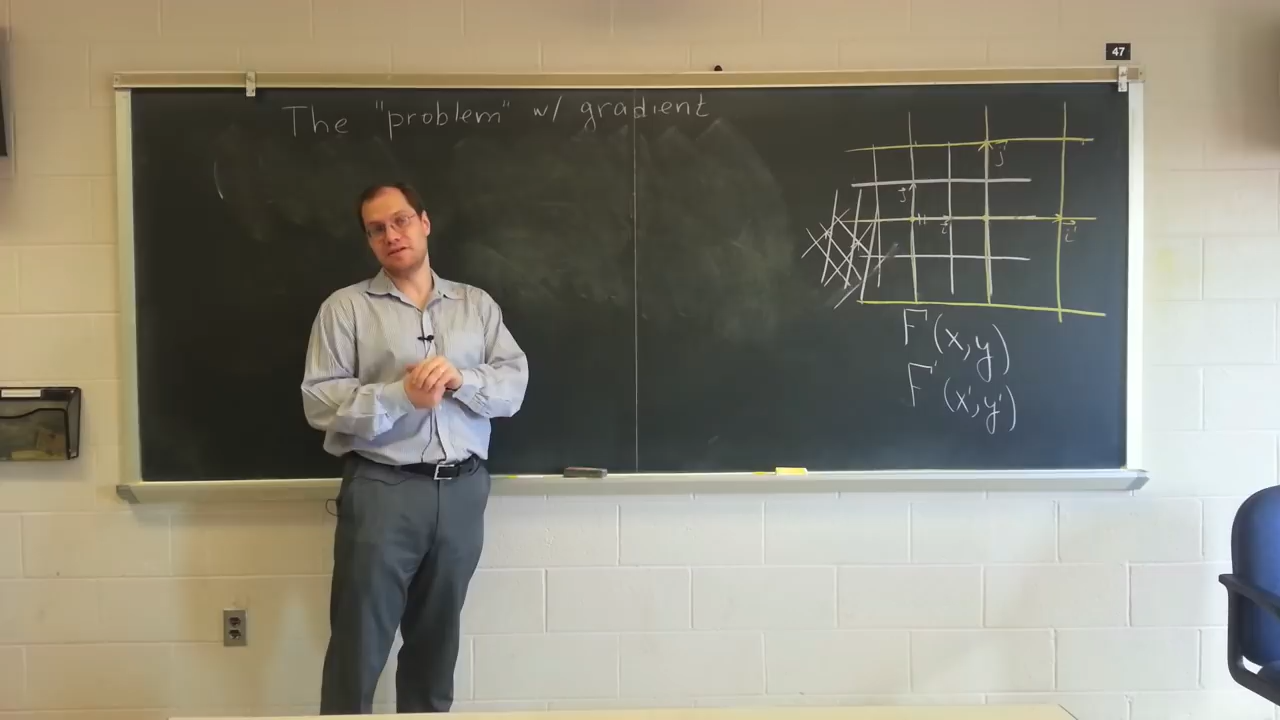 47
The "problem" w/ gradient
j'
j
i
i'
F(x,y)
F'(x',y')